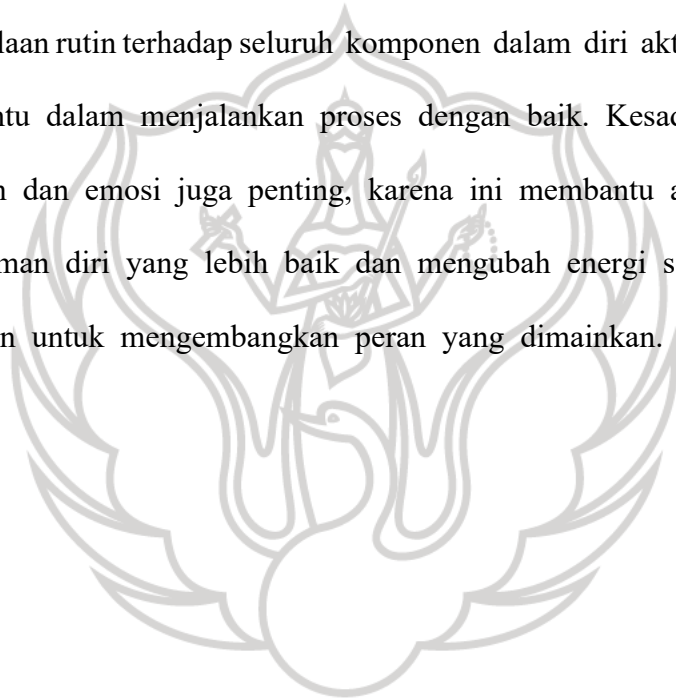 laan rutin terhadap seluruh komponen dalam diri akt
ntu dalam menjalankan proses dengan baik. Kesad
n dan emosi juga penting, karena ini membantu a
man diri yang lebih baik dan mengubah energi s
n untuk mengembangkan peran yang dimainkan.